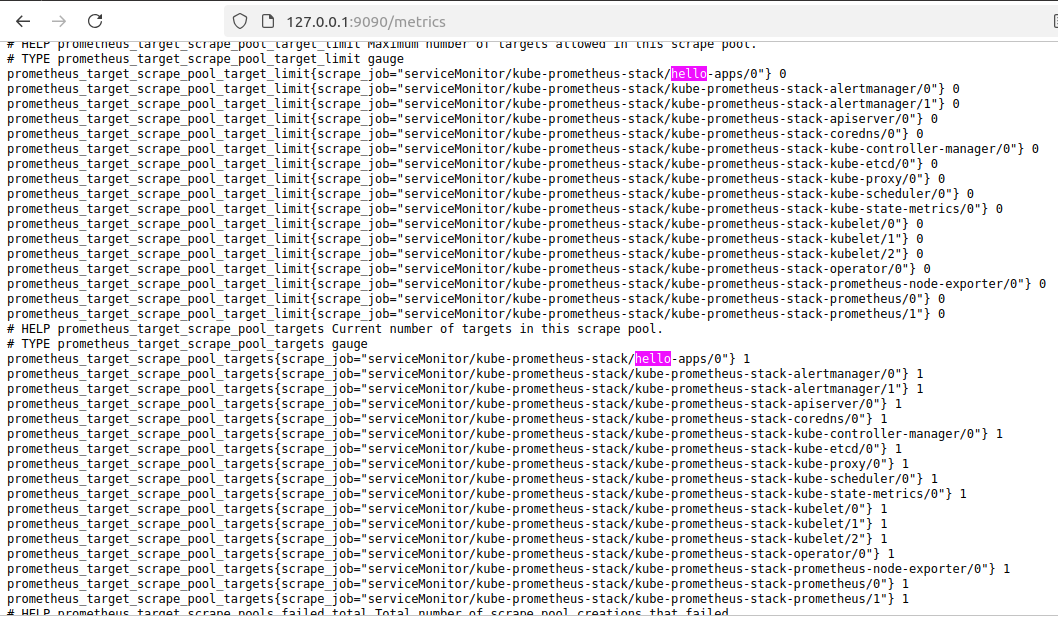 127.0.0.1:9090/metrics
# HELP prometheus_target_scrape_pool_target_limit Maximum number of targets allowed in this scrape pool.
# TYPE prometheus_target_scrape_pool_target_limit gauge
prometheus_target_scrape_pool_target_limit{scrape_job="serviceMonitor/kube-prometheus-stack/hello-apps/0"} 0
prometheus_target_scrape_pool_target_limit{scrape_job="serviceMonitor/kube-prometheus-stack/kube-prometheus-stack-alertmanager/0"} 0
prometheus_target_scrape_pool_target_limit{scrape_job="serviceMonitor/kube-prometheus-stack/kube-prometheus-stack-alertmanager/1"} 0
prometheus_target_scrape_pool_target_limit{scrape_job="serviceMonitor/kube-prometheus-stack/kube-prometheus-stack-apiserver/0"} 0
prometheus_target_scrape_pool_target_limit{scrape_job="serviceMonitor/kube-prometheus-stack/kube-prometheus-stack-coredns/0"} 0
prometheus_target_scrape_pool_target_limit{scrape_job="serviceMonitor/kube-prometheus-stack/kube-prometheus-stack-kube-controller-manager/0"} 0
prometheus_target_scrape_pool_target_limit{scrape_job="serviceMonitor/kube-prometheus-stack/kube-prometheus-stack-kube-etcd/0"} 0
prometheus_target_scrape_pool_target_limit{scrape_job="serviceMonitor/kube-prometheus-stack/kube-prometheus-stack-kube-proxy/0"} 0
prometheus_target_scrape_pool_target_limit{scrape_job="serviceMonitor/kube-prometheus-stack/kube-prometheus-stack-kube-scheduler/0"} 0
prometheus_target_scrape_pool_target_limit{scrape_job="serviceMonitor/kube-prometheus-stack/kube-prometheus-stack-kube-state-metrics/0"} 0
prometheus_target_scrape_pool_target_limit{scrape_job="serviceMonitor/kube-prometheus-stack/kube-prometheus-stack-kubelet/0"} 0
prometheus_target_scrape_pool_target_limit{scrape_job="serviceMonitor/kube-prometheus-stack/kube-prometheus-stack-kubelet/1"} 0
prometheus_target_scrape_pool_target_limit{scrape_job="serviceMonitor/kube-prometheus-stack/kube-prometheus-stack-kubelet/2"} 0
prometheus_target_scrape_pool_target_limit{scrape_job="serviceMonitor/kube-prometheus-stack/kube-prometheus-stack-operator/0"} 0
prometheus_target_scrape_pool_target_limit{scrape_job="serviceMonitor/kube-prometheus-stack/kube-prometheus-stack-prometheus-node-exporter/0"} 0
prometheus_target_scrape_pool_target_limit{scrape_job="serviceMonitor/kube-prometheus-stack/kube-prometheus-stack-prometheus/0"} 0
prometheus_target_scrape_pool_target_limit{scrape_job="serviceMonitor/kube-prometheus-stack/kube-prometheus-stack-prometheus/1"} 0
# HELP prometheus_target_scrape_pool_targets Current number of targets in this scrape pool.
# TYPE prometheus_target_scrape_pool_targets gauge
prometheus_target_scrape_pool_targets{scrape_job="serviceMonitor/kube-prometheus-stack/hello-apps/0"} 1
prometheus_target_scrape_pool_targets{scrape_job="serviceMonitor/kube-prometheus-stack/kube-prometheus-stack-alertmanager/0"} 1
prometheus_target_scrape_pool_targets{scrape_job="serviceMonitor/kube-prometheus-stack/kube-prometheus-stack-alertmanager/1"} 1
prometheus_target_scrape_pool_targets{scrape_job="serviceMonitor/kube-prometheus-stack/kube-prometheus-stack-apiserver/0"} 1
prometheus_target_scrape_pool_targets{scrape_job="serviceMonitor/kube-prometheus-stack/kube-prometheus-stack-coredns/0"} 1
prometheus_target_scrape_pool_targets{scrape_job="serviceMonitor/kube-prometheus-stack/kube-prometheus-stack-kube-controller-manager/0"} 1
prometheus_target_scrape_pool_targets{scrape_job="serviceMonitor/kube-prometheus-stack/kube-prometheus-stack-kube-etcd/0"} 1
prometheus_target_scrape_pool_targets{scrape_job="serviceMonitor/kube-prometheus-stack/kube-prometheus-stack-kube-proxy/0"} 1
prometheus_target_scrape_pool_targets{scrape_job="serviceMonitor/kube-prometheus-stack/kube-prometheus-stack-kube-scheduler/0"} 1
prometheus_target_scrape_pool_targets{scrape_job="serviceMonitor/kube-prometheus-stack/kube-prometheus-stack-kube-state-metrics/0"} 1
prometheus_target_scrape_pool_targets{scrape_job="serviceMonitor/kube-prometheus-stack/kube-prometheus-stack-kubelet/0"} 1
prometheus_target_scrape_pool_targets{scrape_job="serviceMonitor/kube-prometheus-stack/kube-prometheus-stack-kubelet/1"} 1
prometheus_target_scrape_pool_targets{scrape_job="serviceMonitor/kube-prometheus-stack/kube-prometheus-stack-kubelet/2"} 1
prometheus_target_scrape_pool_targets{scrape_job="serviceMonitor/kube-prometheus-stack/kube-prometheus-stack-operator/0"} 1
prometheus_target_scrape_pool_targets{scrape_job="serviceMonitor/kube-prometheus-stack/kube-prometheus-stack-prometheus-node-exporter/0"} 1
prometheus_target_scrape_pool_targets{scrape_job="serviceMonitor/kube-prometheus-stack/kube-prometheus-stack-prometheus/0"} 1
prometheus_target_scrape_pool_targets{scrape_job="serviceMonitor/kube-prometheus-stack/kube-prometheus-stack-prometheus/1"} 1
# HELP prometheus_target_scrape_pools_failed_total Total number of scrape pool creations that failed.